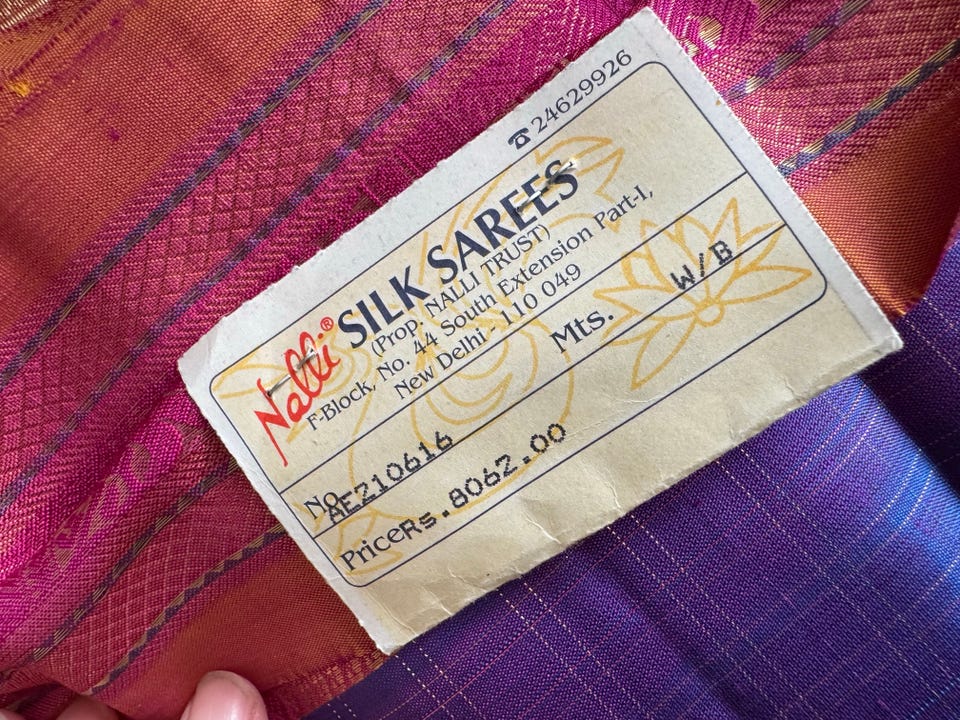 ☎24629926
Nalli® SILK SAREES
(Prop. NALLI TRUST)
F-Block, No. 44 South Extension Part-I,
New Delhi - 110 049
Mts. W/B
No. AE210616
Price Rs.8062.00